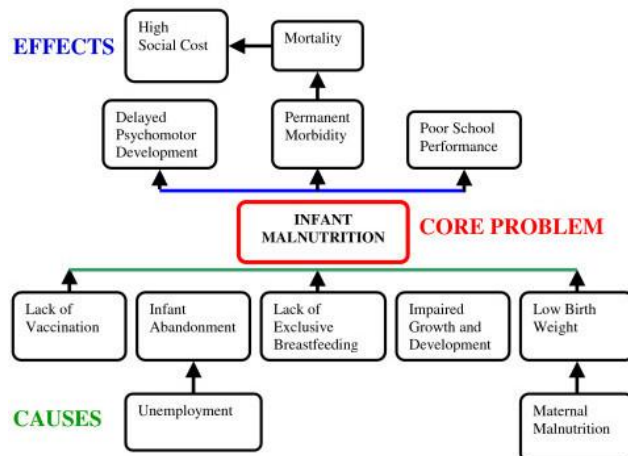 High
Social Cost
Mortality
EFFECTS
Delayed
Psychomotor
Development
Permanent
Morbidity
Poor School
Performance
INFANT
MALNUTRITION
CORE PROBLEM
Lack of
Vaccination
Infant
Abandonment
Lack of
Exclusive
Breastfeeding
Impaired
Growth and
Development
Low Birth
Weight
CAUSES
Unemployment
Maternal
Malnutrition